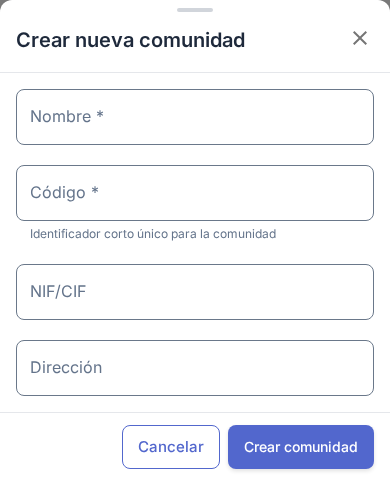 Crear nueva comunidad
Nombre *
Código *
Identificador corto único para la comunidad
NIF/CIF
Dirección
Cancelar
Crear comunidad